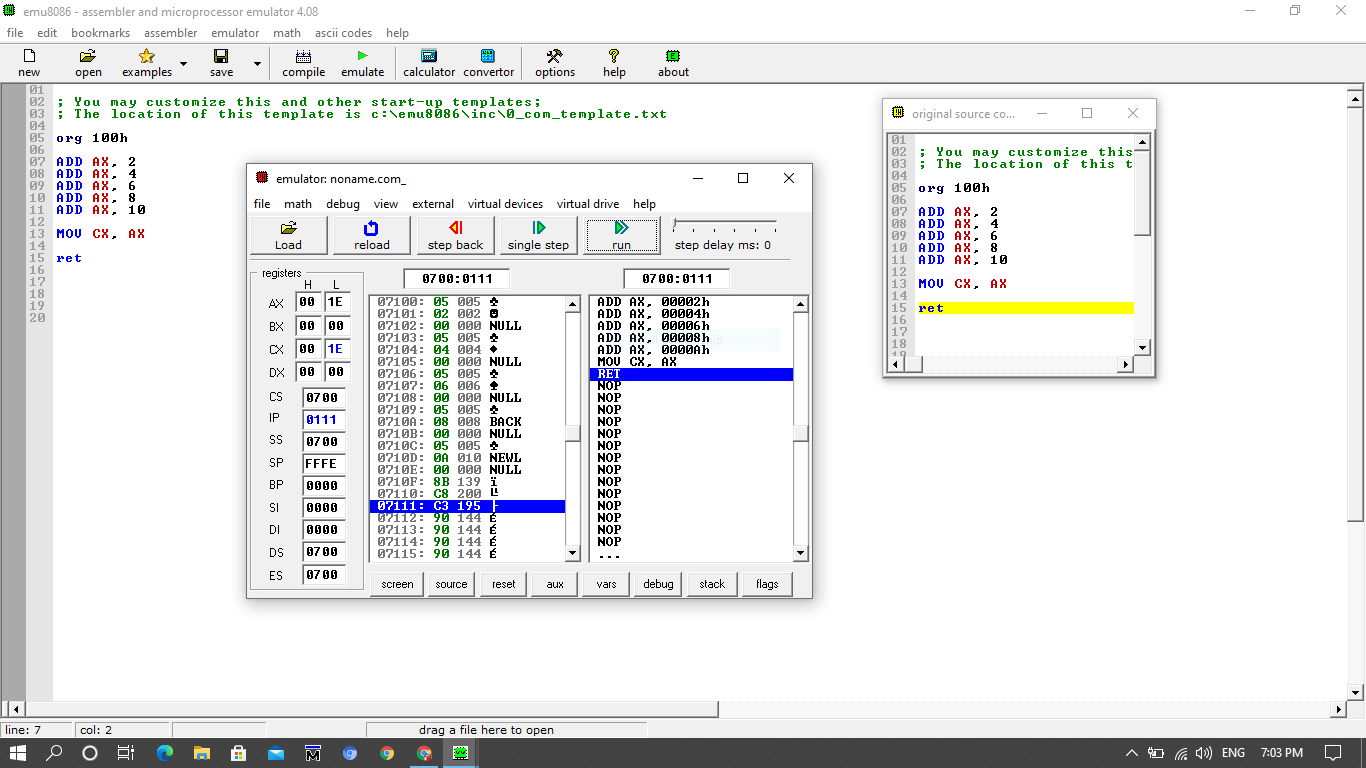 emu8086 - assembler and microprocessor emulator 4.08
file edit bookmarks assembler emulator math ascii codes help
new open examples save compile emulate calculator convertor options help about
01
02 ; You may customize this and other start-up templates;
03 ; The location of this template is c:\emu8086\inc\0_com_template.txt
04
05 org 100h
06
07 ADD AX, 2
08 ADD AX, 4
09 ADD AX, 6
10 ADD AX, 8
11 ADD AX, 10
12
13 MOV CX, AX
14
15 ret
16
17
18
19
20
emulator: noname.com_
file math debug view external virtual devices virtual drive help
Load reload step back single step run step delay ms: 0
registers
H L
AX 00 1E
BX 00 00
CX 00 1E
DX 00 00
CS 0700
IP 0111
SS 0700
SP FFFE
BP 0000
SI 0000
DI 0000
DS 0700
ES 0700
0700:0111
07100: 05 005 ♣
07101: 02 002 ☻
07102: 00 000 NULL
07103: 05 005 ♣
07104: 04 004 ♦
07105: 00 000 NULL
07106: 05 005 ♣
07107: 06 006 ♠
07108: 00 000 NULL
07109: 05 005 ♣
0710A: 08 008 BACK
0710B: 00 000 NULL
0710C: 05 005 ♣
0710D: 0A 010 NEWL
0710E: 00 000 NULL
0710F: 8B 139 ï
07110: C8 200 ╚
07111: C3 195 ├
07112: 90 144 É
07113: 90 144 É
07114: 90 144 É
07115: 90 144 É
0700:0111
ADD AX, 00002h
ADD AX, 00004h
ADD AX, 00006h
ADD AX, 00008h
ADD AX, 0000Ah
MOV CX, AX
RET
NOP
NOP
NOP
NOP
NOP
NOP
NOP
NOP
NOP
NOP
NOP
NOP
NOP
NOP
...
screen source reset aux vars debug stack flags
original source co...
01
02 ; You may customize this
03 ; The location of this t
04
05 org 100h
06
07 ADD AX, 2
08 ADD AX, 4
09 ADD AX, 6
10 ADD AX, 8
11 ADD AX, 10
12
13 MOV CX, AX
14
15 ret
16
17
18
19
line: 7 col: 2 drag a file here to open
ENG 7:03 PM